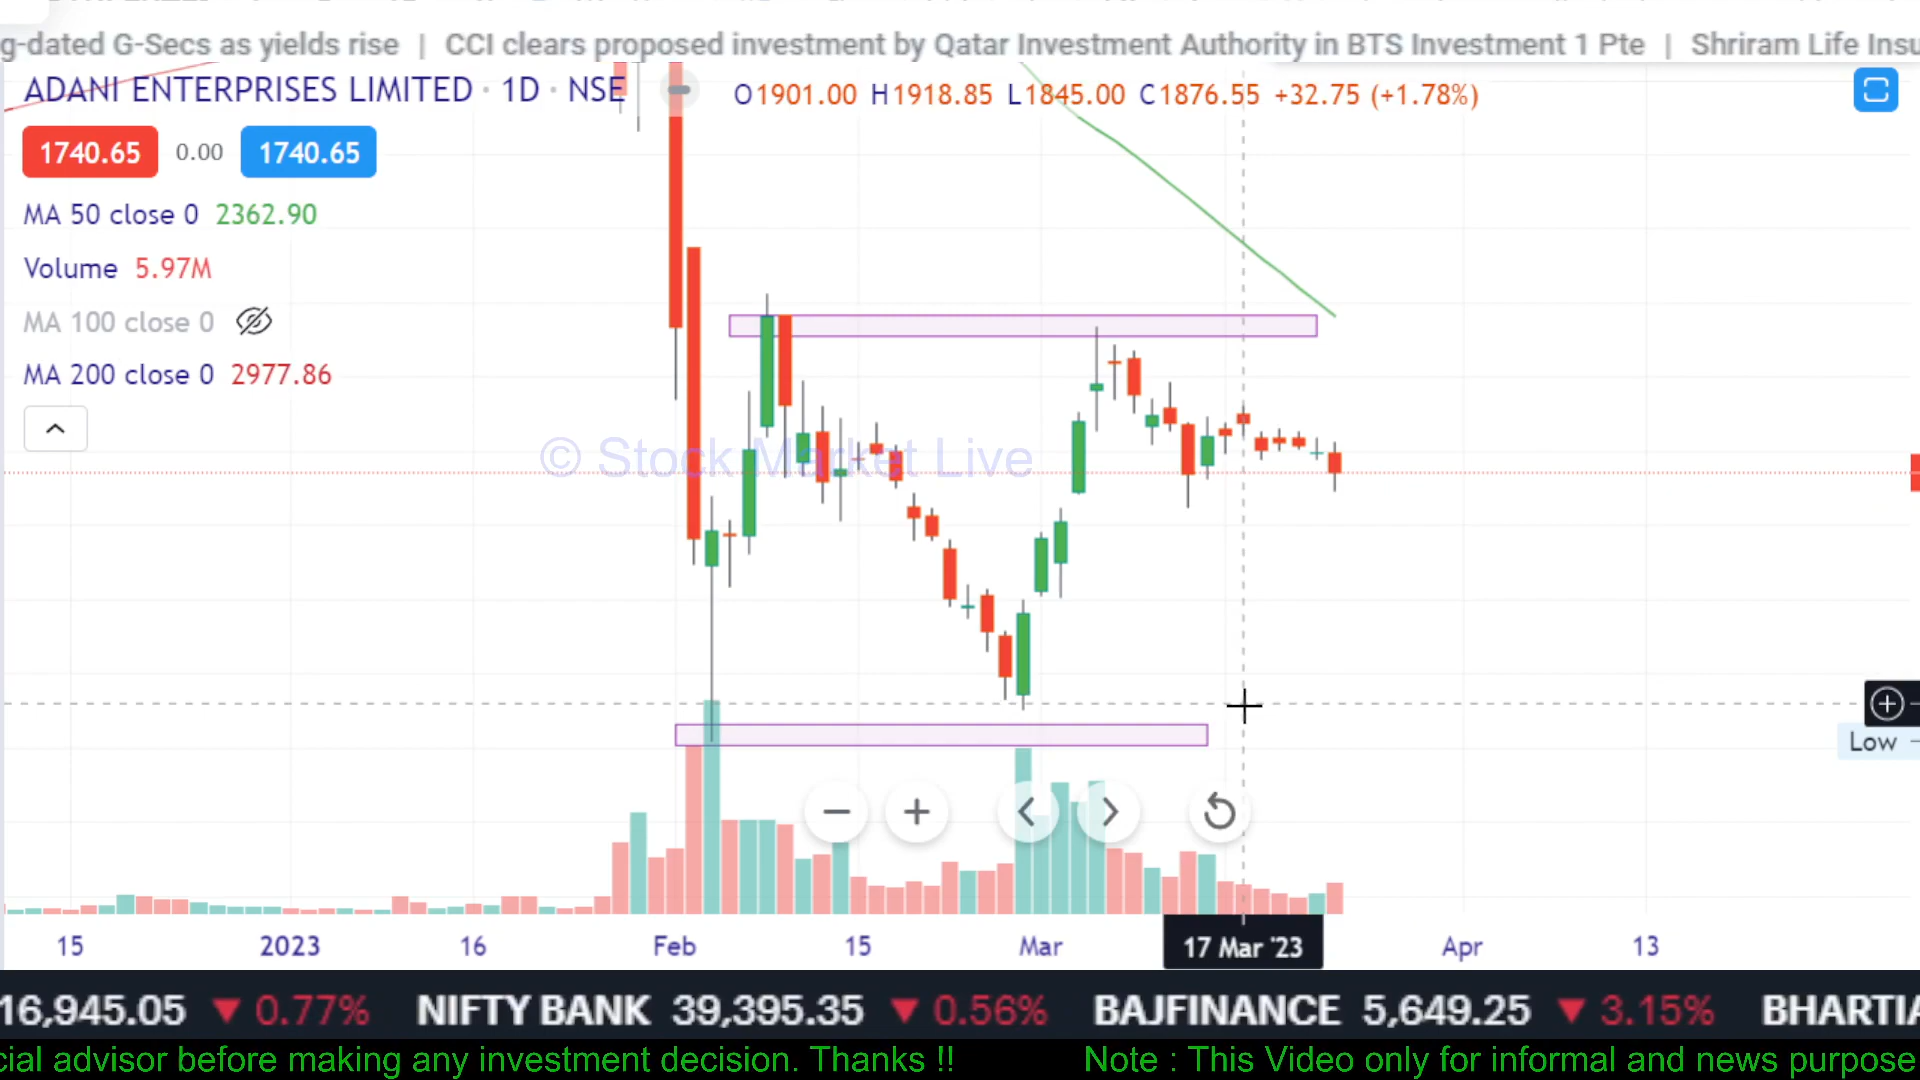 g-dated G-Secs as yields rise | CCI clears proposed investment by Qatar Investment Authority in BTS Investment 1 Pte | Shriram Life Insu
ADANI ENTERPRISES LIMITED · 1D · NSE O1901.00 H1918.85 L1845.00 C1876.55 +32.75 (+1.78%)
1740.65 0.00 1740.65
MA 50 close 0 2362.90
Volume 5.97M
MA 100 close 0
MA 200 close 0 2977.86
© Stock Market Live
Low
15 2023 16 Feb 15 Mar 17 Mar '23 Apr 13
16,945.05 ▼ 0.77% NIFTY BANK 39,395.35 ▼ 0.56% BAJFINANCE 5,649.25 ▼ 3.15% BHARTIA
cial advisor before making any investment decision. Thanks !! Note : This Video only for informal and news purpose